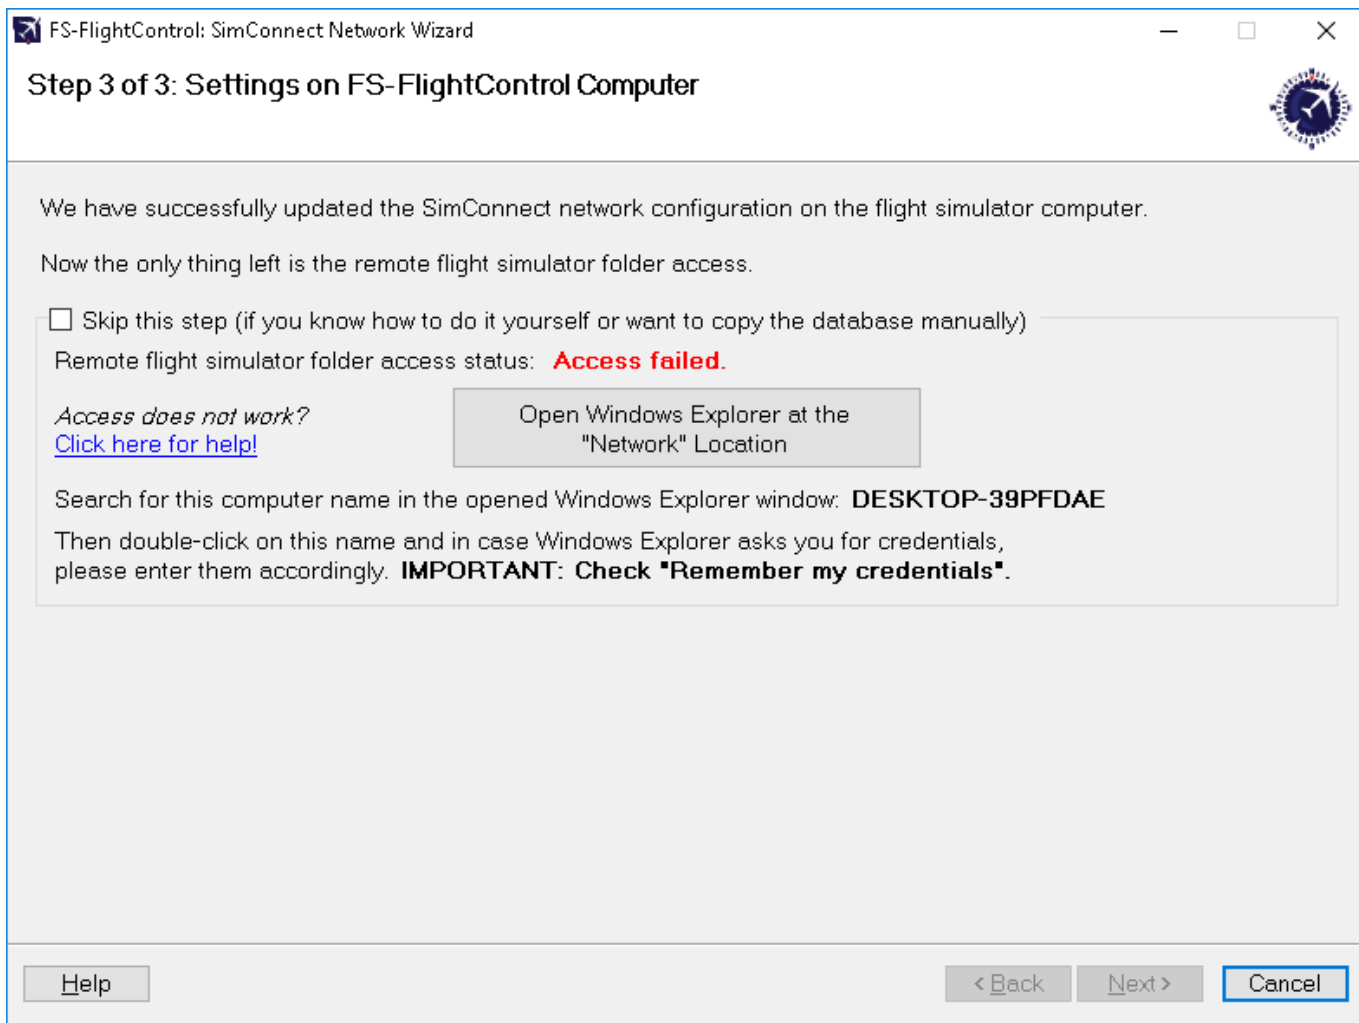 FS-FlightControl: SimConnect Network Wizard
Step 3 of 3: Settings on FS-FlightControl Computer
We have successfully updated the SimConnect network configuration on the flight simulator computer.
Now the only thing left is the remote flight simulator folder access.
Skip this step (if you know how to do it yourself or want to copy the database manually)
Remote flight simulator folder access status: Access failed.
Access does not work?
Click here for help!
Open Windows Explorer at the
"Network" Location
Search for this computer name in the opened Windows Explorer window: DESKTOP-39PFDAE
Then double-click on this name and in case Windows Explorer asks you for credentials,
please enter them accordingly. IMPORTANT: Check "Remember my credentials".
Help
< Back
Next >
Cancel